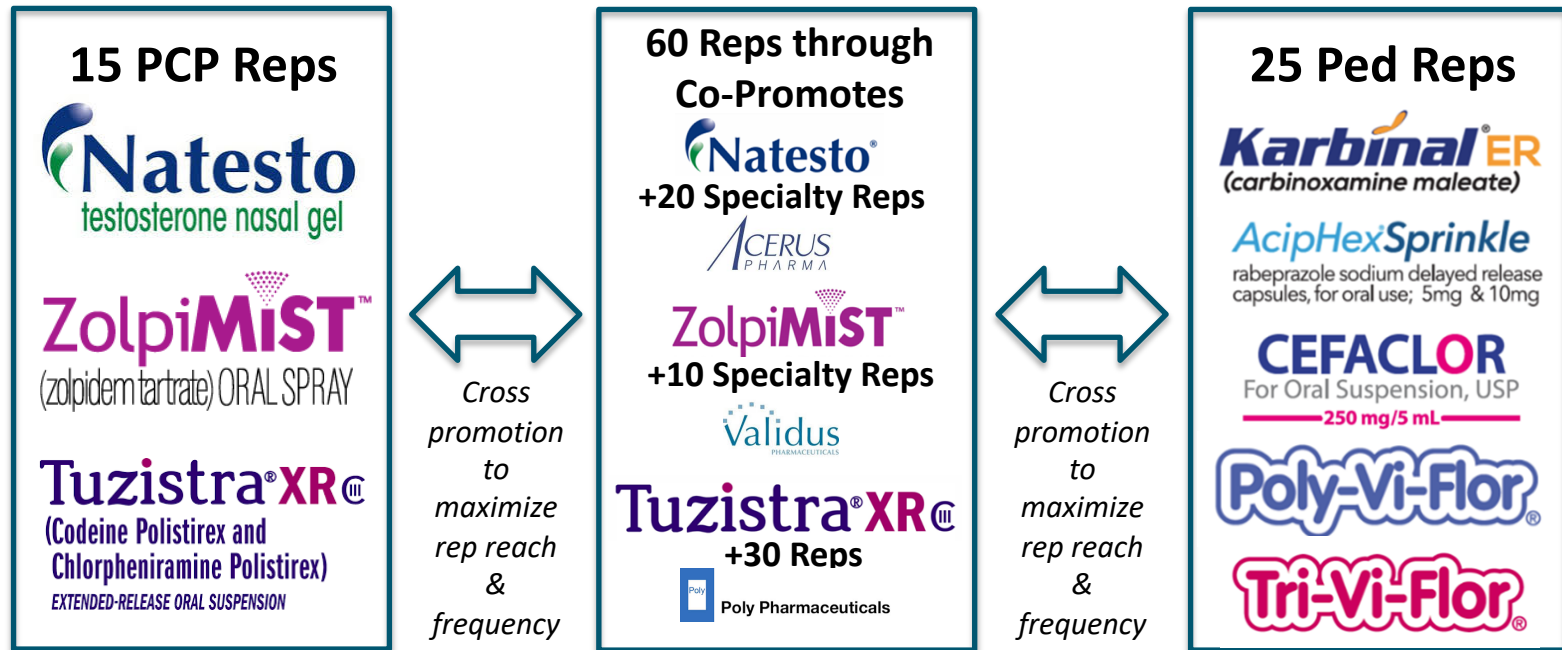 15 PCP Reps
Natesto
testosterone nasal gel
ZolpiMiST™
(zolpidem tartrate) ORAL SPRAY
Tuzistra®XR CIII
(Codeine Polistirex and
Chlorpheniramine Polistirex)
EXTENDED-RELEASE ORAL SUSPENSION
Cross
promotion
to
maximize
rep reach
&
frequency
60 Reps through
Co-Promotes
Natesto®
+20 Specialty Reps
ACERUS
PHARMA
ZolpiMiST™
+10 Specialty Reps
Validus
PHARMACEUTICALS
Tuzistra®XR CIII
+30 Reps
Poly
Poly Pharmaceuticals
Cross
promotion
to
maximize
rep reach
&
frequency
25 Ped Reps
Karbinal®ER
(carbinoxamine maleate)
AcipHex®Sprinkle
rabeprazole sodium delayed release
capsules, for oral use; 5mg & 10mg
CEFACLOR
For Oral Suspension, USP
250 mg/5 mL
Poly-Vi-Flor®
Tri-Vi-Flor®